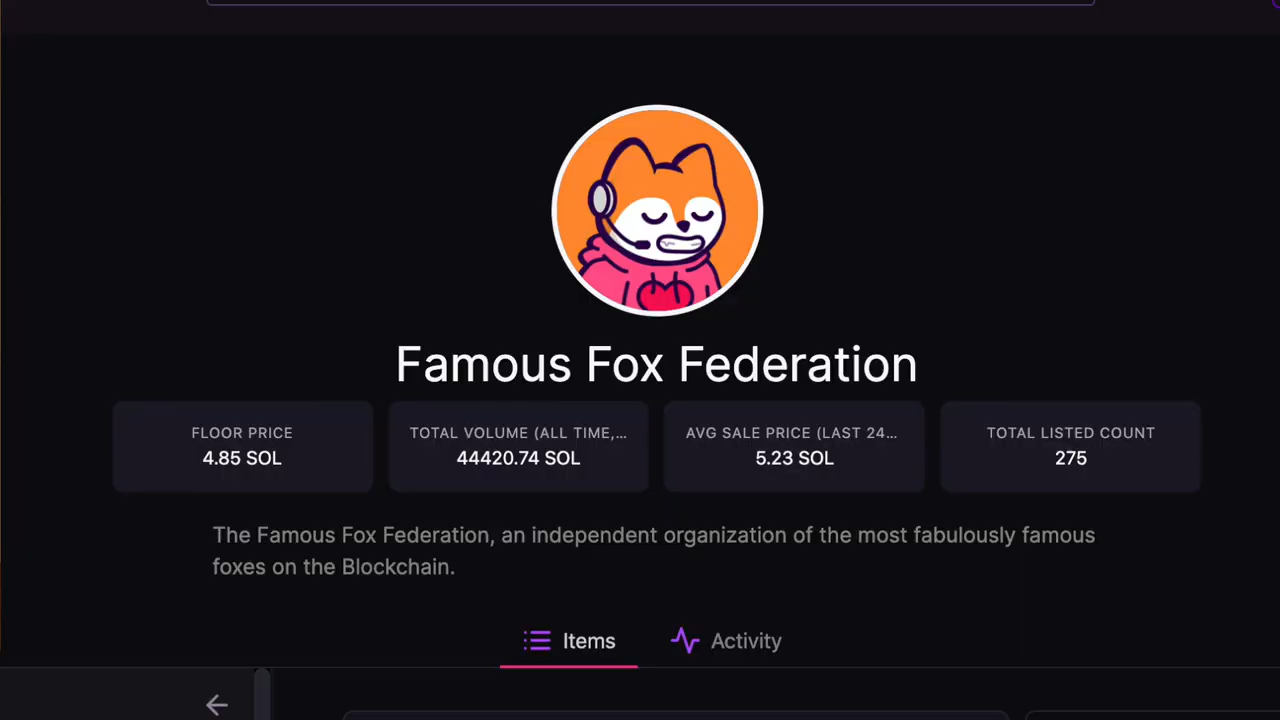 Famous Fox Federation
FLOOR PRICE
4.85 SOL
TOTAL VOLUME (ALL TIME,...
44420.74 SOL
AVG SALE PRICE (LAST 24...
5.23 SOL
TOTAL LISTED COUNT
275
The Famous Fox Federation, an independent organization of the most fabulously famous
foxes on the Blockchain.
Items
Activity